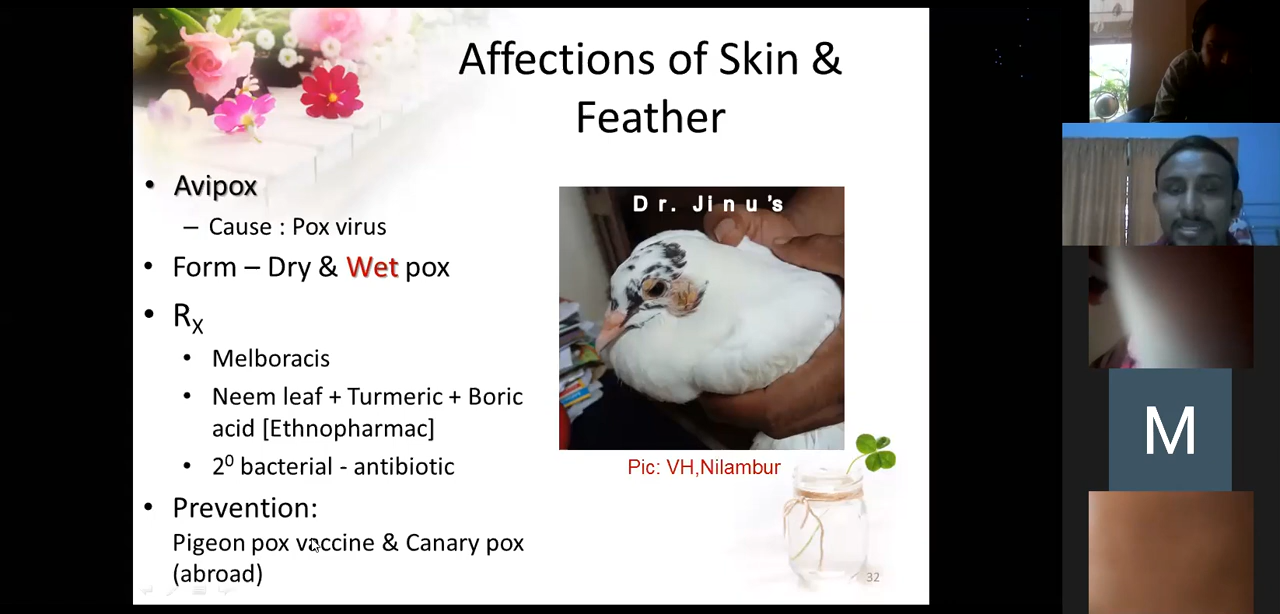 Affections of Skin &
Feather
• Avipox
– Cause : Pox virus
• Form – Dry & Wet pox
• RX
• Melboracis
• Neem leaf + Turmeric + Boric
acid [Ethnopharmac]
• 2⁰ bacterial - antibiotic
• Prevention:
Pigeon pox vaccine & Canary pox
(abroad)
Dr. Jinu's
Pic: VH,Nilambur
32
M